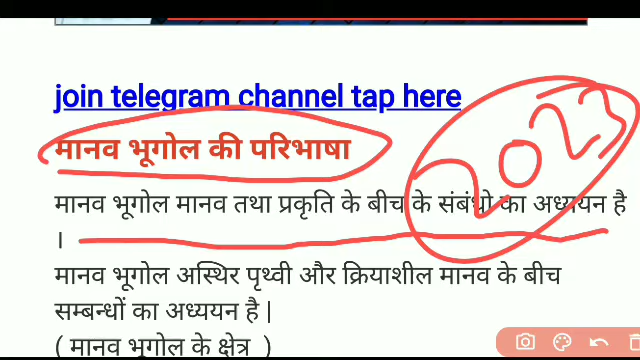 join telegram channel tap here
मानव भूगोल की परिभाषा
2023
मानव भूगोल मानव तथा प्रकृति के बीच के संबंधो का अध्ययन है
।
मानव भूगोल अस्थिर पृथ्वी और क्रियाशील मानव के बीच
सम्बन्धों का अध्ययन है |
( मानव भूगोल के क्षेत्र )